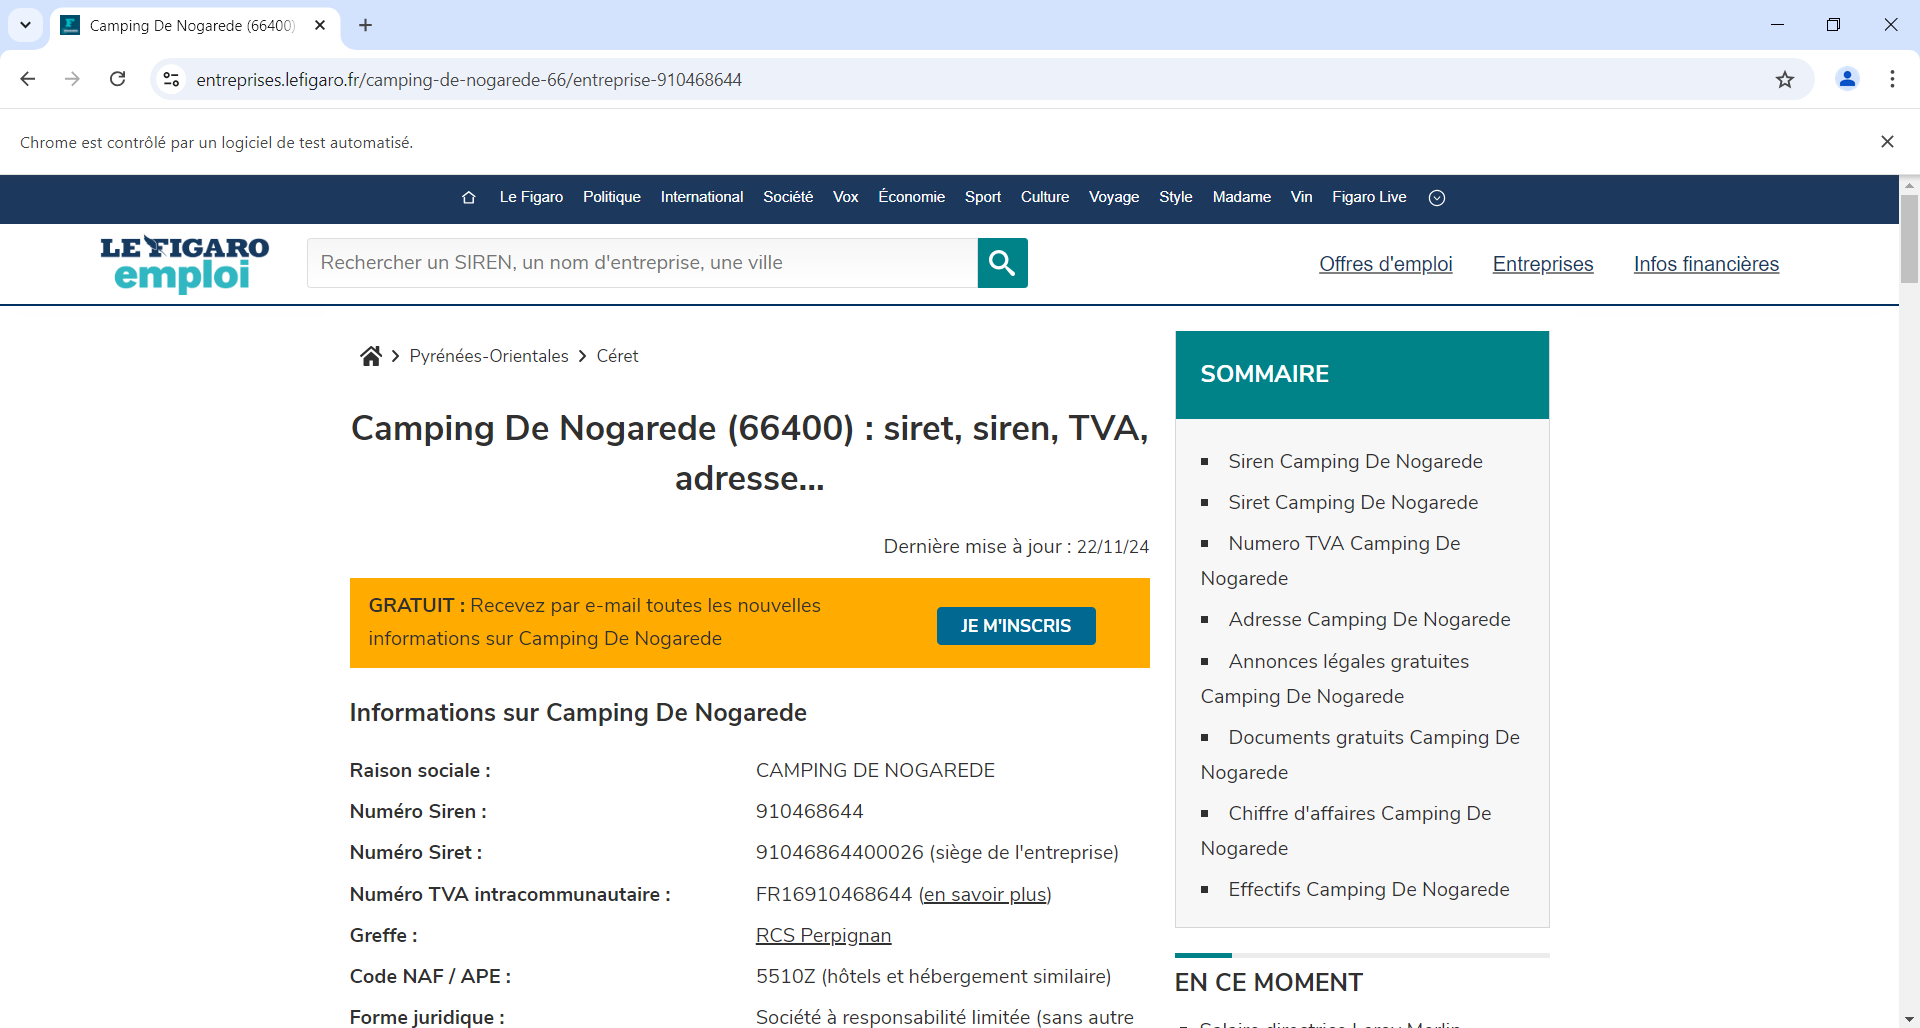 Camping De Nogarede (66400)
entreprises.lefigaro.fr/camping-de-nogarede-66/entreprise-910468644
Chrome est contrôlé par un logiciel de test automatisé.
Le Figaro Politique International Société Vox Économie Sport Culture Voyage Style Madame Vin Figaro Live
LE FIGARO
emploi
Rechercher un SIREN, un nom d'entreprise, une ville
Offres d'emploi Entreprises Infos financières
Pyrénées-Orientales Céret
Camping De Nogarede (66400) : siret, siren, TVA,
adresse...
Dernière mise à jour : 22/11/24
GRATUIT : Recevez par e-mail toutes les nouvelles
informations sur Camping De Nogarede
JE M'INSCRIS
Informations sur Camping De Nogarede
Raison sociale : CAMPING DE NOGAREDE
Numéro Siren : 910468644
Numéro Siret : 91046864400026 (siège de l'entreprise)
Numéro TVA intracommunautaire : FR16910468644 (en savoir plus)
Greffe : RCS Perpignan
Code NAF / APE : 5510Z (hôtels et hébergement similaire)
Forme juridique : Société à responsabilité limitée (sans autre
SOMMAIRE
Siren Camping De Nogarede
Siret Camping De Nogarede
Numero TVA Camping De
Nogarede
Adresse Camping De Nogarede
Annonces légales gratuites
Camping De Nogarede
Documents gratuits Camping De
Nogarede
Chiffre d'affaires Camping De
Nogarede
Effectifs Camping De Nogarede
EN CE MOMENT
Salaire directrice Leroy Merlin